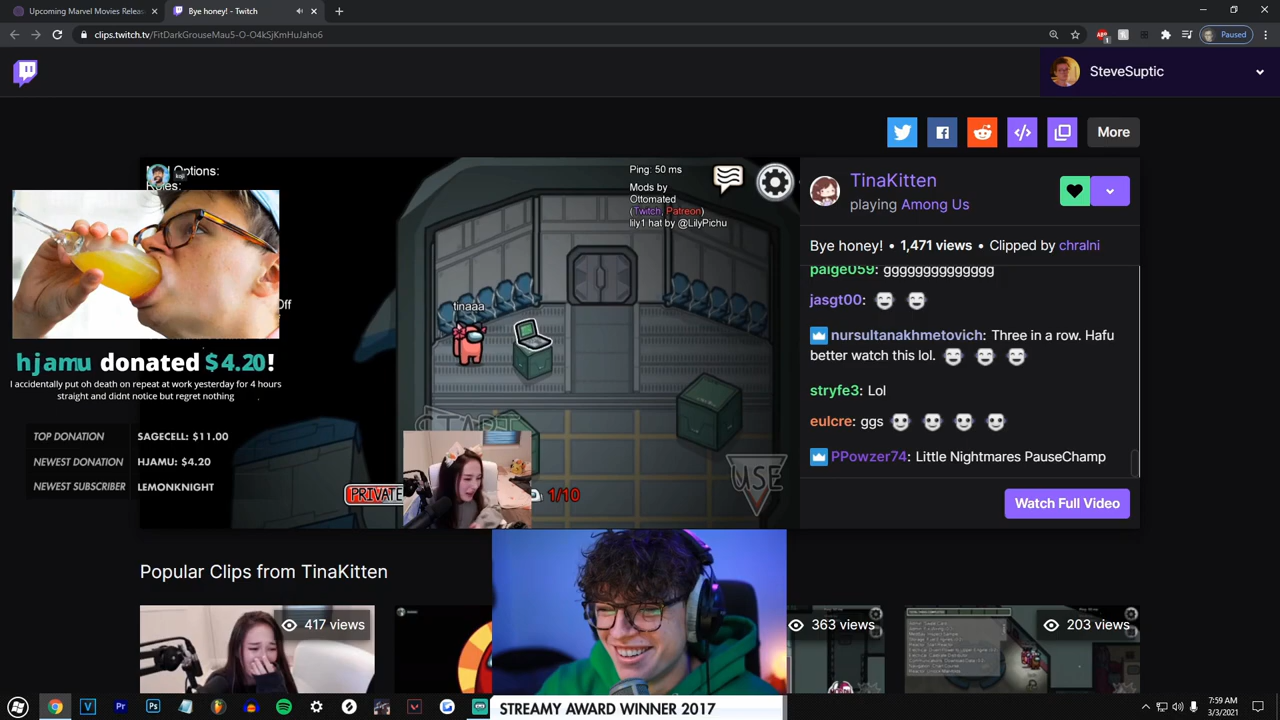 Upcoming Marvel Movies Releas
Bye honey! - Twitch
clips.twitch.tv/FitDarkGrouseMau5-O-O4kSjKmHuJaho6
Paused
SteveSuptic
More
Options:
Roles:
Off
Ping: 50 ms
Mods by
Ottomated
(Twitch, Patreon)
lily1 hat by @LilyPichu
tinaaa
START
USE
PRIVATE
1/10
TinaKitten
playing Among Us
Bye honey! • 1,471 views • Clipped by chralni
paige059: gggggggggggggg
jasgt00:
nursultanakhmetovich: Three in a row. Hafu
better watch this lol.
stryfe3: Lol
eulcre: ggs
PPowzer74: Little Nightmares PauseChamp
Watch Full Video
hjamu donated $4.20!
I accidentally put oh death on repeat at work yesterday for 4 hours
straight and didnt notice but regret nothing
TOP DONATION SAGECELL: $11.00
NEWEST DONATION HJAMU: $4.20
NEWEST SUBSCRIBER LEMONKNIGHT
Popular Clips from TinaKitten
417 views
363 views
203 views
STREAMY AWARD WINNER 2017
7:59 AM
3/3/2021